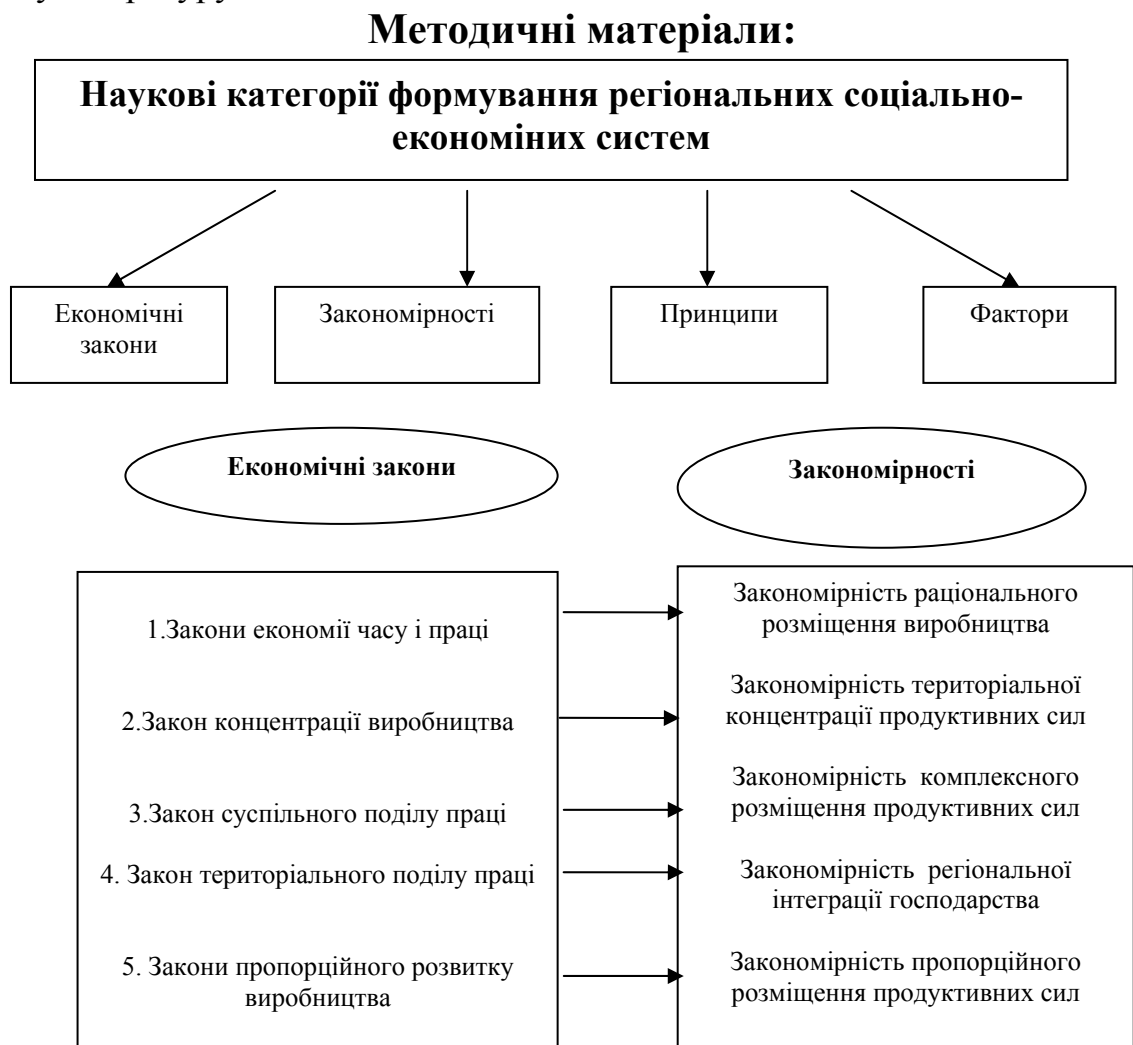 Методичні матеріали:
Наукові категорії формування регіональних соціально-
економіних систем
Економічні
закони
Закономірності
Принципи
Фактори
Економічні закони
Закономірності
1.Закони економії часу і праці
2.Закон концентрації виробництва
3.Закон суспільного поділу праці
4. Закон територіального поділу праці
5. Закони пропорційного розвитку
виробництва
Закономірність раціонального
розміщення виробництва
Закономірність територіальної
концентрації продуктивних сил
Закономірність комплексного
розміщення продуктивних сил
Закономірність регіональної
інтеграції господарства
Закономірність пропорційного
розміщення продуктивних сил